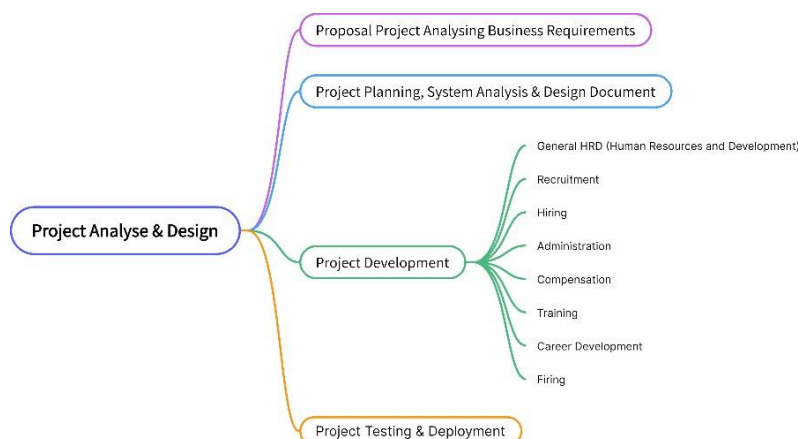 Proposal Project Analysing Business Requirements
Project Planning, System Analysis & Design Document
Project Analyse & Design
Project Development
General HRD (Human Resources and Development)
Recruitment
Hiring
Administration
Compensation
Training
Career Development
Firing
Project Testing & Deployment